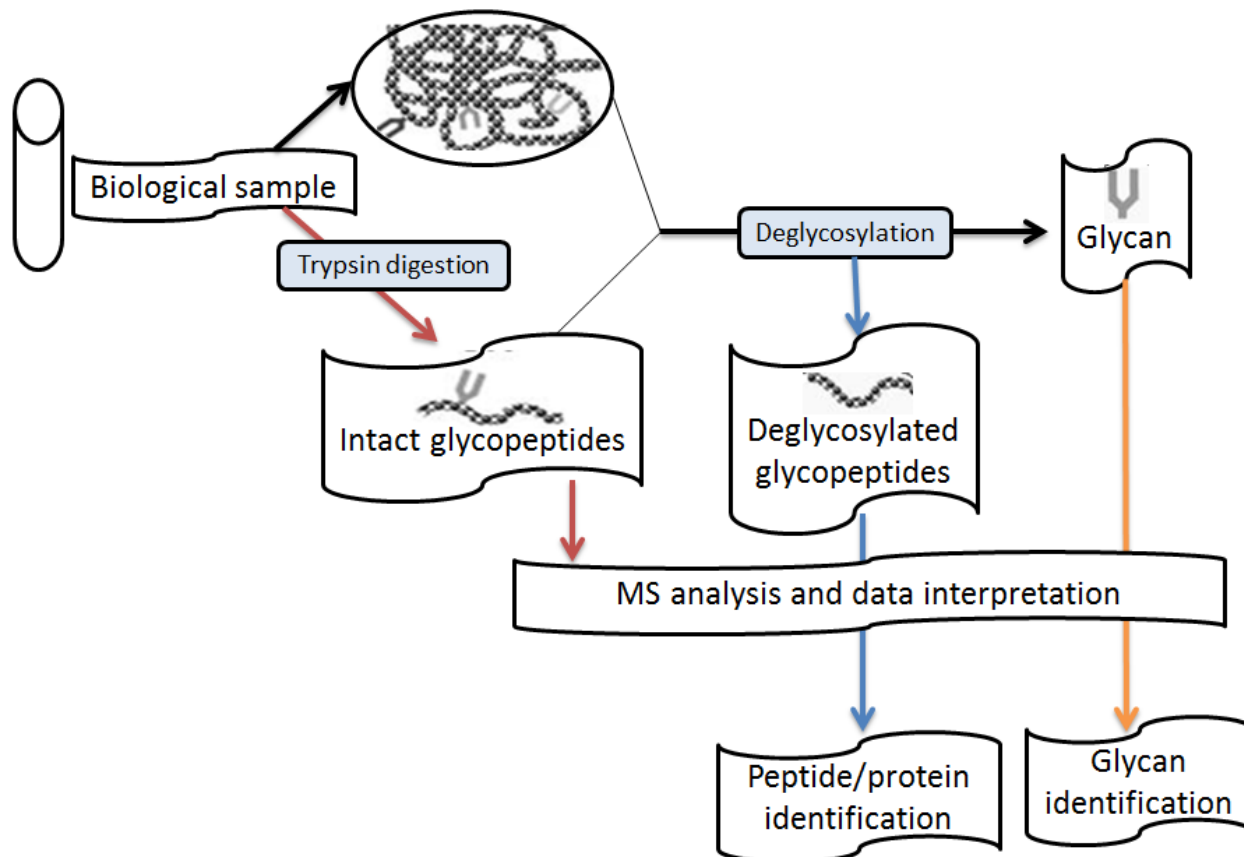 Biological sample
Trypsin digestion
Deglycosylation
Glycan
Intact glycopeptides
Deglycosylated
glycopeptides
MS analysis and data interpretation
Peptide/protein
identification
Glycan
identification